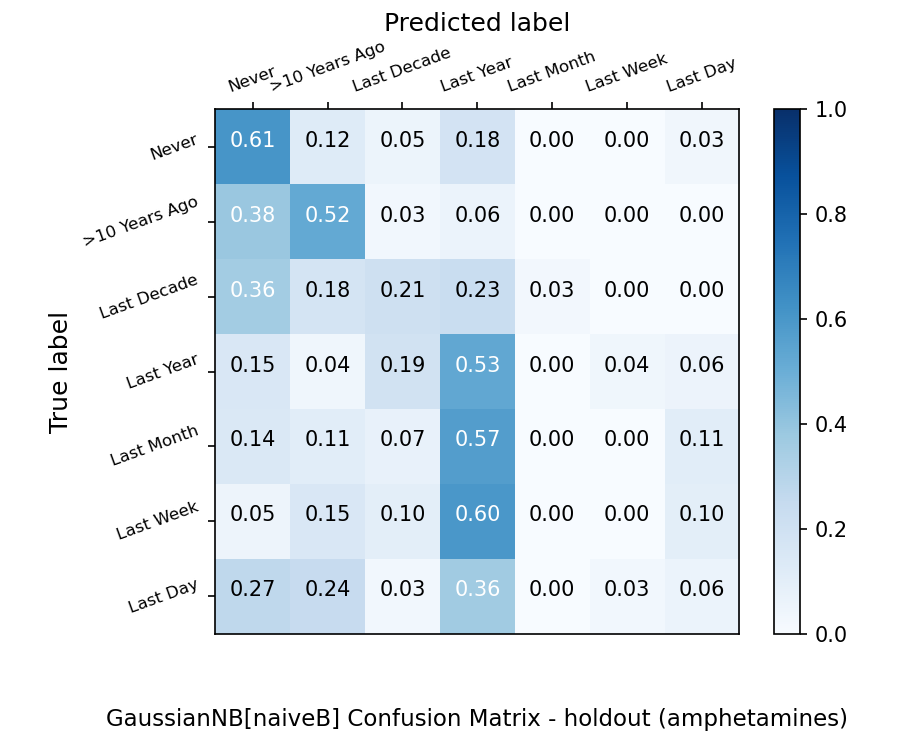 Predicted label
Never >10 Years Ago Last Decade Last Year Last Month Last Week Last Day
1.0
Never 0.61 0.12 0.05 0.18 0.00 0.00 0.03
0.8
>10 Years Ago 0.38 0.52 0.03 0.06 0.00 0.00 0.00
Last Decade 0.36 0.18 0.21 0.23 0.03 0.00 0.00
0.6
True label
Last Year 0.15 0.04 0.19 0.53 0.00 0.04 0.06
0.4
Last Month 0.14 0.11 0.07 0.57 0.00 0.00 0.11
Last Week 0.05 0.15 0.10 0.60 0.00 0.00 0.10
0.2
Last Day 0.27 0.24 0.03 0.36 0.00 0.03 0.06
0.0
GaussianNB[naiveB] Confusion Matrix - holdout (amphetamines)